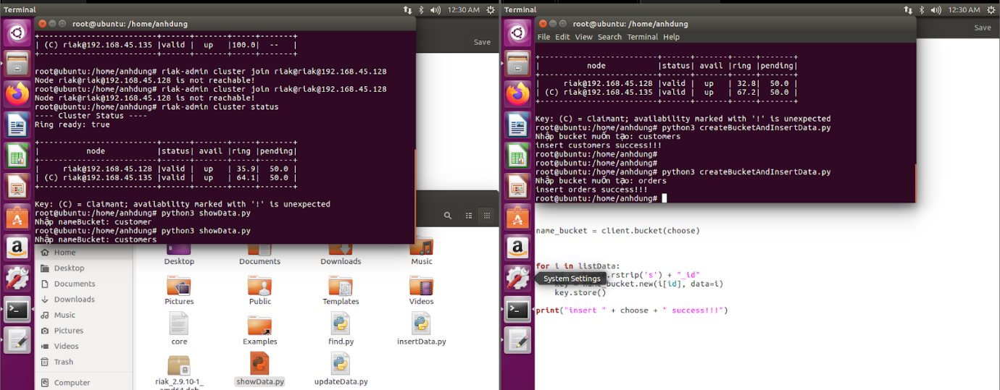 Terminal
12:30 AM
root@ubuntu: /home/anhdung
Save
+--------------------------+------+-------+-----+-------+
| (C) riak@192.168.45.135 |valid | up |100.0| -- |
+--------------------------+------+-------+-----+-------+
root@ubuntu:/home/anhdung# riak-admin cluster join riak@riak@192.168.45.128
Node riak@riak@192.168.45.128 is not reachable!
root@ubuntu:/home/anhdung# riak-admin cluster join riak@riak@192.168.45.128
Node riak@riak@192.168.45.128 is not reachable!
root@ubuntu:/home/anhdung# riak-admin cluster status
---- Cluster Status ----
Ring ready: true
+--------------------------+------+-------+-----+-------+
| node |status| avail |ring |pending|
+--------------------------+------+-------+-----+-------+
| riak@192.168.45.128 |valid | up | 35.9| 50.0 |
| (C) riak@192.168.45.135 |valid | up | 64.1| 50.0 |
+--------------------------+------+-------+-----+-------+
Key: (C) = Claimant; availability marked with '!' is unexpected
root@ubuntu:/home/anhdung# python3 showData.py
Nhập nameBucket: customer
root@ubuntu:/home/anhdung# python3 showData.py
Nhập nameBucket: customers
Home
Desktop
Documents
Downloads
Music
Pictures
Videos
Trash
Computer
Desktop
Documents
Downloads
Music
Pictures
Public
Templates
Videos
core
Examples
find.py
insertData.py
riak_2.9.10-1_
amd64.deb
showData.py
updateData.py
Terminal
12:30 AM
root@ubuntu: /home/anhdung
File Edit View Search Terminal Help
Save
+--------------------------+------+-------+-----+-------+
| node |status| avail |ring |pending|
+--------------------------+------+-------+-----+-------+
| riak@192.168.45.128 |valid | up | 32.8| 50.0 |
| (C) riak@192.168.45.135 |valid | up | 67.2| 50.0 |
+--------------------------+------+-------+-----+-------+
Key: (C) = Claimant; availability marked with '!' is unexpected
root@ubuntu:/home/anhdung# python3 createBucketAndInsertData.py
Nhập bucket muốn tạo: customers
insert customers success!!!
root@ubuntu:/home/anhdung#
root@ubuntu:/home/anhdung#
root@ubuntu:/home/anhdung# python3 createBucketAndInsertData.py
Nhập bucket muốn tạo: orders
insert orders success!!!
root@ubuntu:/home/anhdung#
name_bucket = client.bucket(choose)
for i in listData:
.rstrip('s') + "_id"
System Settings
key = name_bucket.new(i[id], data=i)
key.store()
print("insert " + choose + " success!!!")